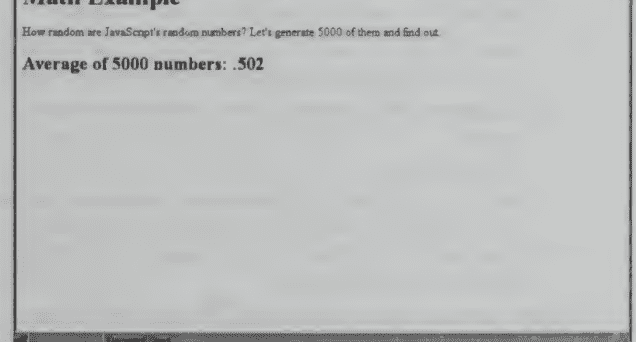 Math Example
How random are JavaScript's random numbers? Let's generate 5000 of them and find out.
Average of 5000 numbers: .502